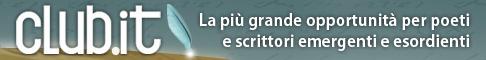 club.it
La più grande opportunità per poeti
e scrittori emergenti e esordienti